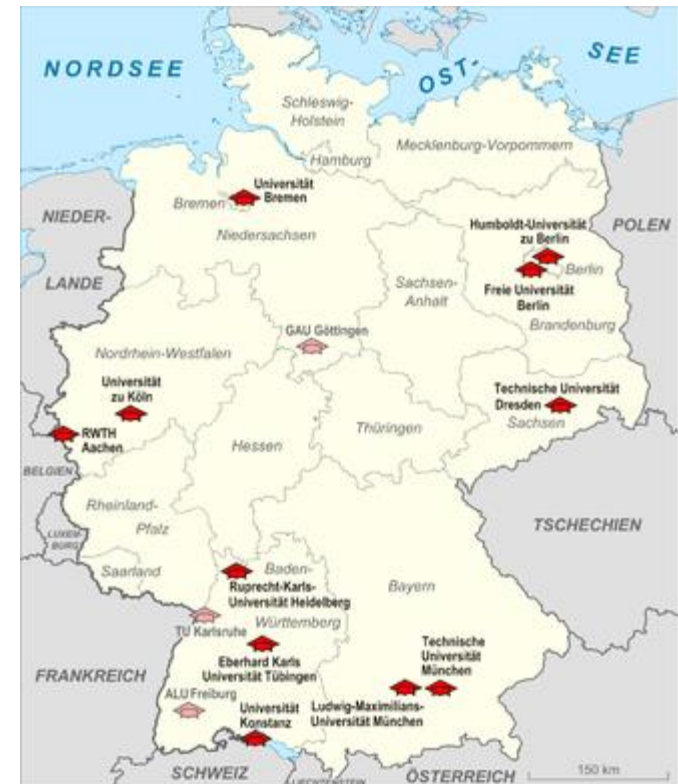 NORDSEE
OST-
SEE
Schleswig-
Holstein
Hamburg
Mecklenburg-Vorpommern
Universität
Bremen
Bremen
Niedersachsen
NIEDER-
LANDE
POLEN
Humboldt-Universität
zu Berlin
Berlin
Freie Universität
Berlin
Brandenburg
Sachsen-
Anhalt
GAU Göttingen
Nordrhein-Westfalen
Universität
zu Köln
RWTH
Aachen
Technische Universität
Dresden
Sachsen
Thüringen
Hessen
BELGIEN
Rheinland-
Pfalz
LUXEM-
BURG
Saarland
TSCHECHIEN
Baden-
Württemberg
Ruprecht-Karls-
Universität Heidelberg
Bayern
TU Karlsruhe
Eberhard Karls
Universität Tübingen
Technische
Universität
München
FRANKREICH
ALU Freiburg
Universität
Konstanz
Ludwig-Maximilians-
Universität München
SCHWEIZ
LIECHTENSTEIN
ÖSTERREICH
150 km